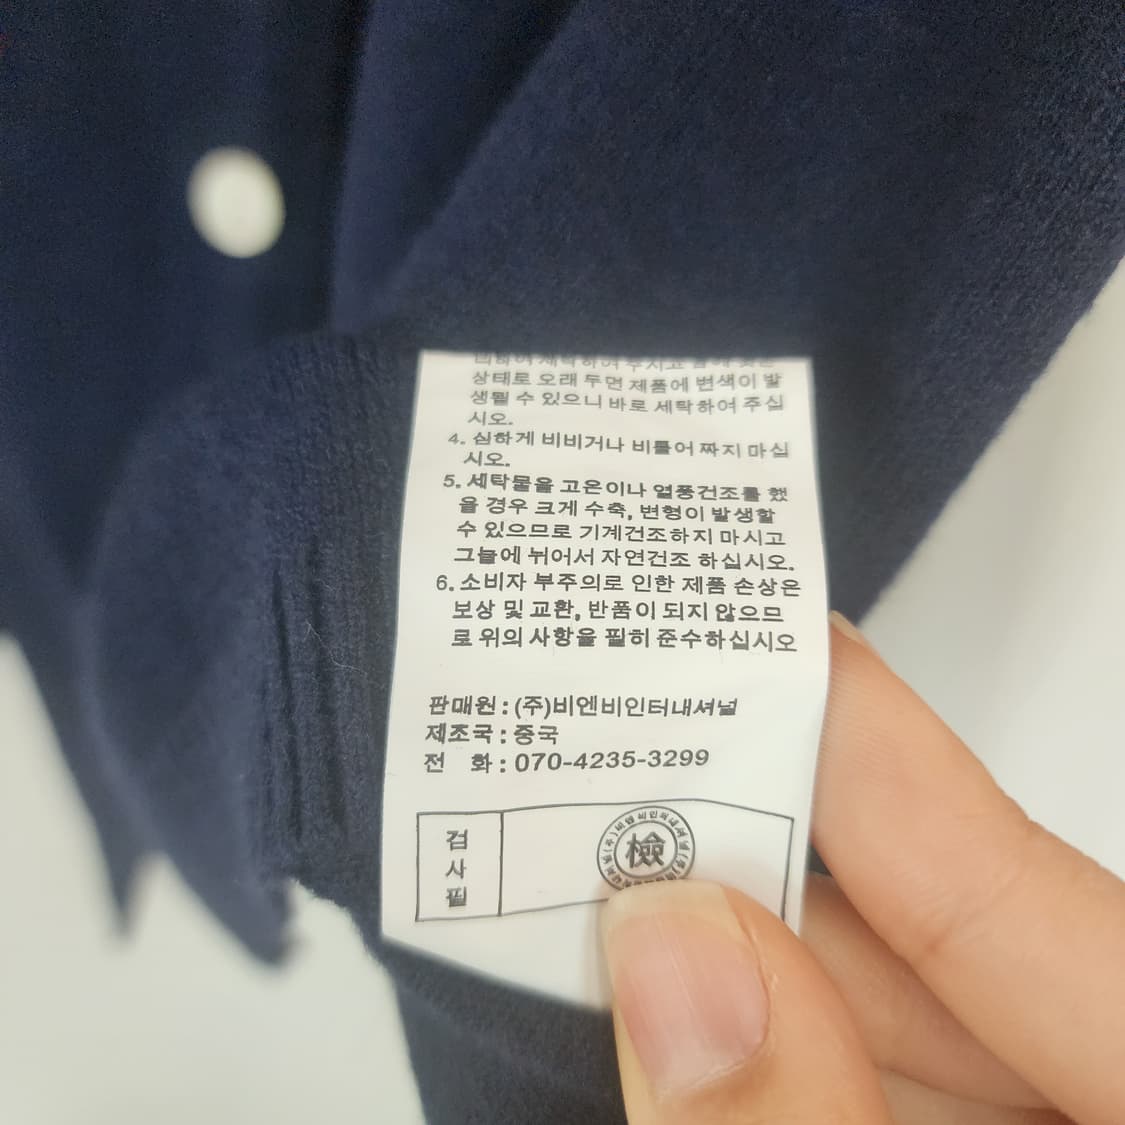 상태로 오래 두면 제품에 변색이 발
생될 수 있으니 바로 세탁하여 주십
시오.
4. 심하게 비비거나 비틀어 짜지 마십
시오.
5. 세탁물을 고온이나 열풍건조를 했
을 경우 크게 수축, 변형이 발생할
수 있으므로 기계건조하지 마시고
그늘에 뉘어서 자연건조 하십시오.
6. 소비자 부주의로 인한 제품 손상은
보상 및 교환, 반품이 되지 않으므
로 위의 사항을 필히 준수하십시오
판매원 : (주)비엔비인터내셔널
제조국 : 중국
전 화 : 070-4235-3299
검
사
필
檢